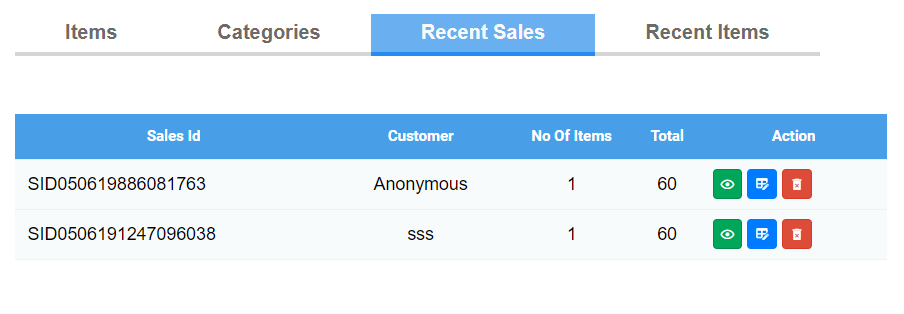 Items Categories Recent Sales Recent Items
Sales Id Customer No Of Items Total Action
SID050619886081763 Anonymous 1 60
SID0506191247096038 sss 1 60